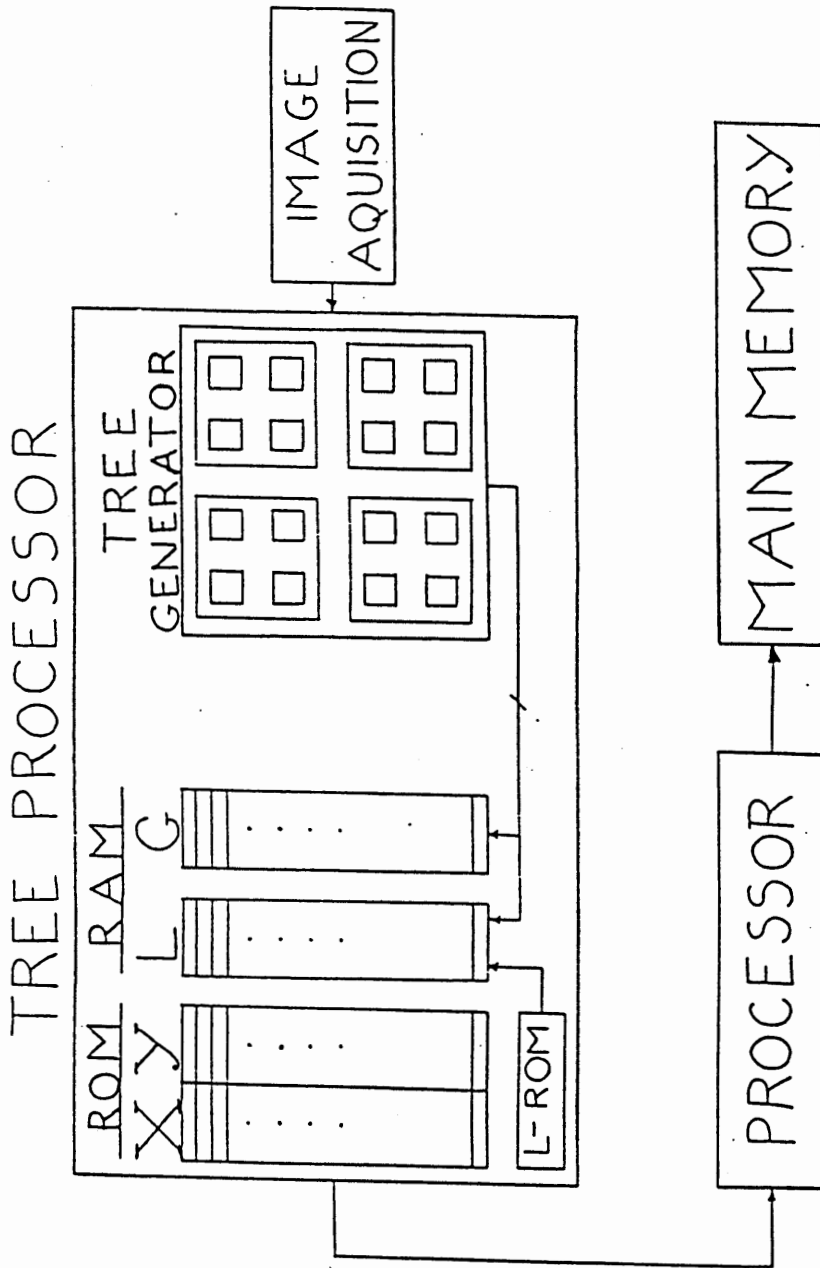 TREE PROCESSOR
ROM
RAM
X
y
L
G
TREE
GENERATOR
L-ROM
IMAGE
AQUISITION
PROCESSOR
MAIN MEMORY